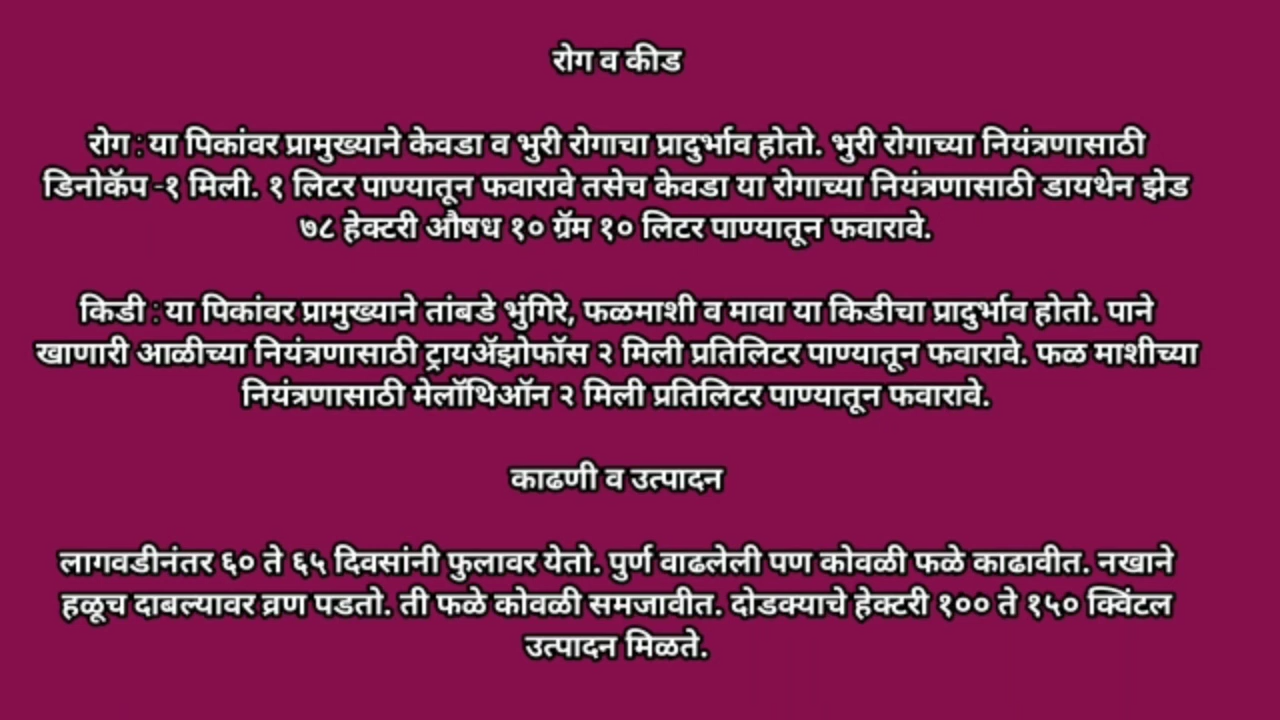 रोग व कीड
रोग : या पिकांवर प्रामुख्याने केवडा व भुरी रोगाचा प्रादुर्भाव होतो. भुरी रोगाच्या नियंत्रणासाठी
डिनोकॅप -१ मिली. १ लिटर पाण्यातून फवारावे तसेच केवडा या रोगाच्या नियंत्रणासाठी डायथेन झेड
७८ हेक्टरी औषध १० ग्रॅम १० लिटर पाण्यातून फवारावे.
किडी : या पिकांवर प्रामुख्याने तांबडे भुंगिरे, फळमाशी व मावा या किडीचा प्रादुर्भाव होतो. पाने
खाणारी आळीच्या नियंत्रणासाठी ट्रायॲझोफॉस २ मिली प्रतिलिटर पाण्यातून फवारावे. फळ माशीच्या
नियंत्रणासाठी मेलॉथिऑन २ मिली प्रतिलिटर पाण्यातून फवारावे.
काढणी व उत्पादन
लागवडीनंतर ६० ते ६५ दिवसांनी फुलावर येतो. पुर्ण वाढलेली पण कोवळी फळे काढावीत. नखाने
हळूच दाबल्यावर व्रण पडतो. ती फळे कोवळी समजावीत. दोडक्याचे हेक्टरी १०० ते १५० क्विंटल
उत्पादन मिळते.